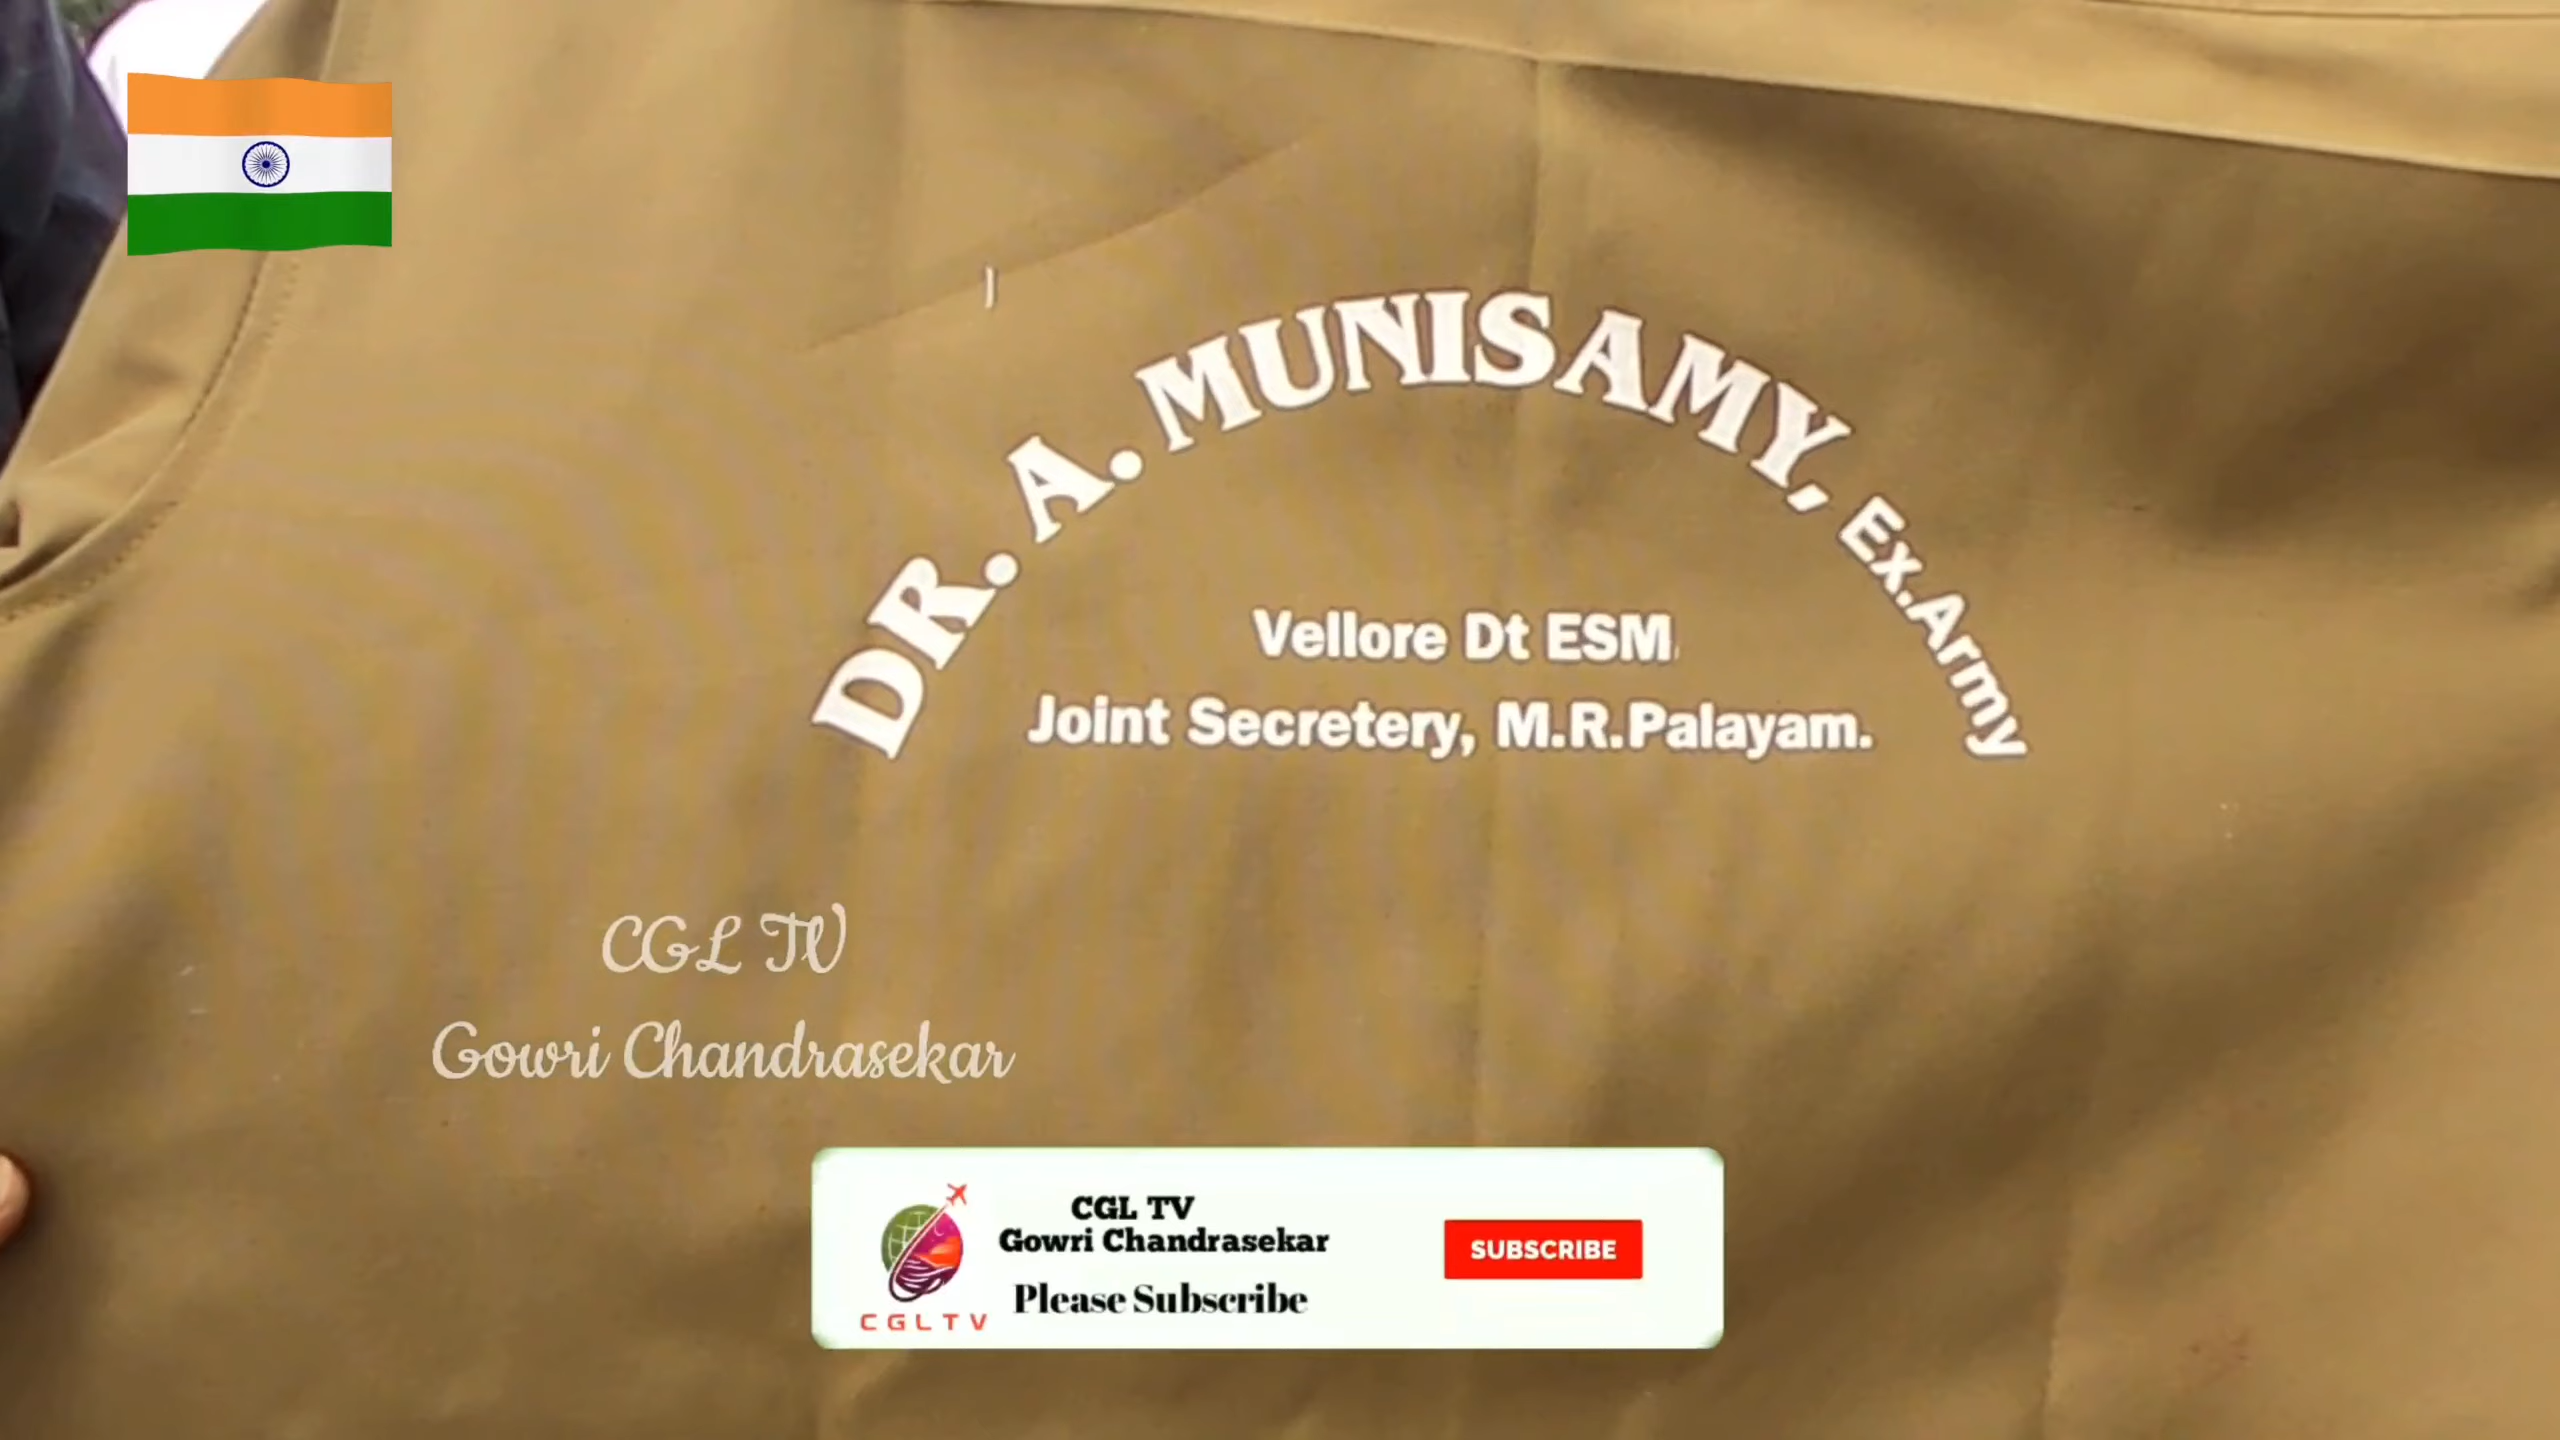 DR. A. MUNISAMY, Ex.Army
Vellore Dt ESM
Joint Secretery, M.R.Palayam.
CGL TV
Gowri Chandrasekar
CGL TV
Gowri Chandrasekar
Please Subscribe
SUBSCRIBE
CGLTV